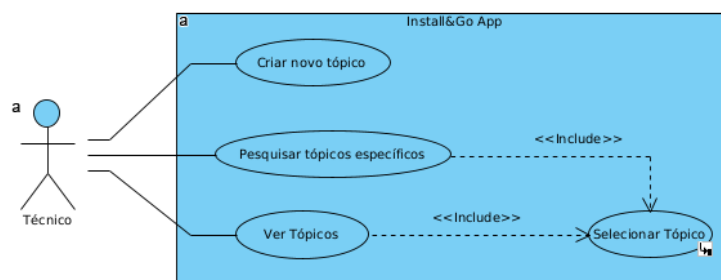 a
Install&Go App
Criar novo tópico
a
<<Include>>
Pesquisar tópicos específicos
Técnico
<<Include>>
Ver Tópicos
Selecionar Tópico